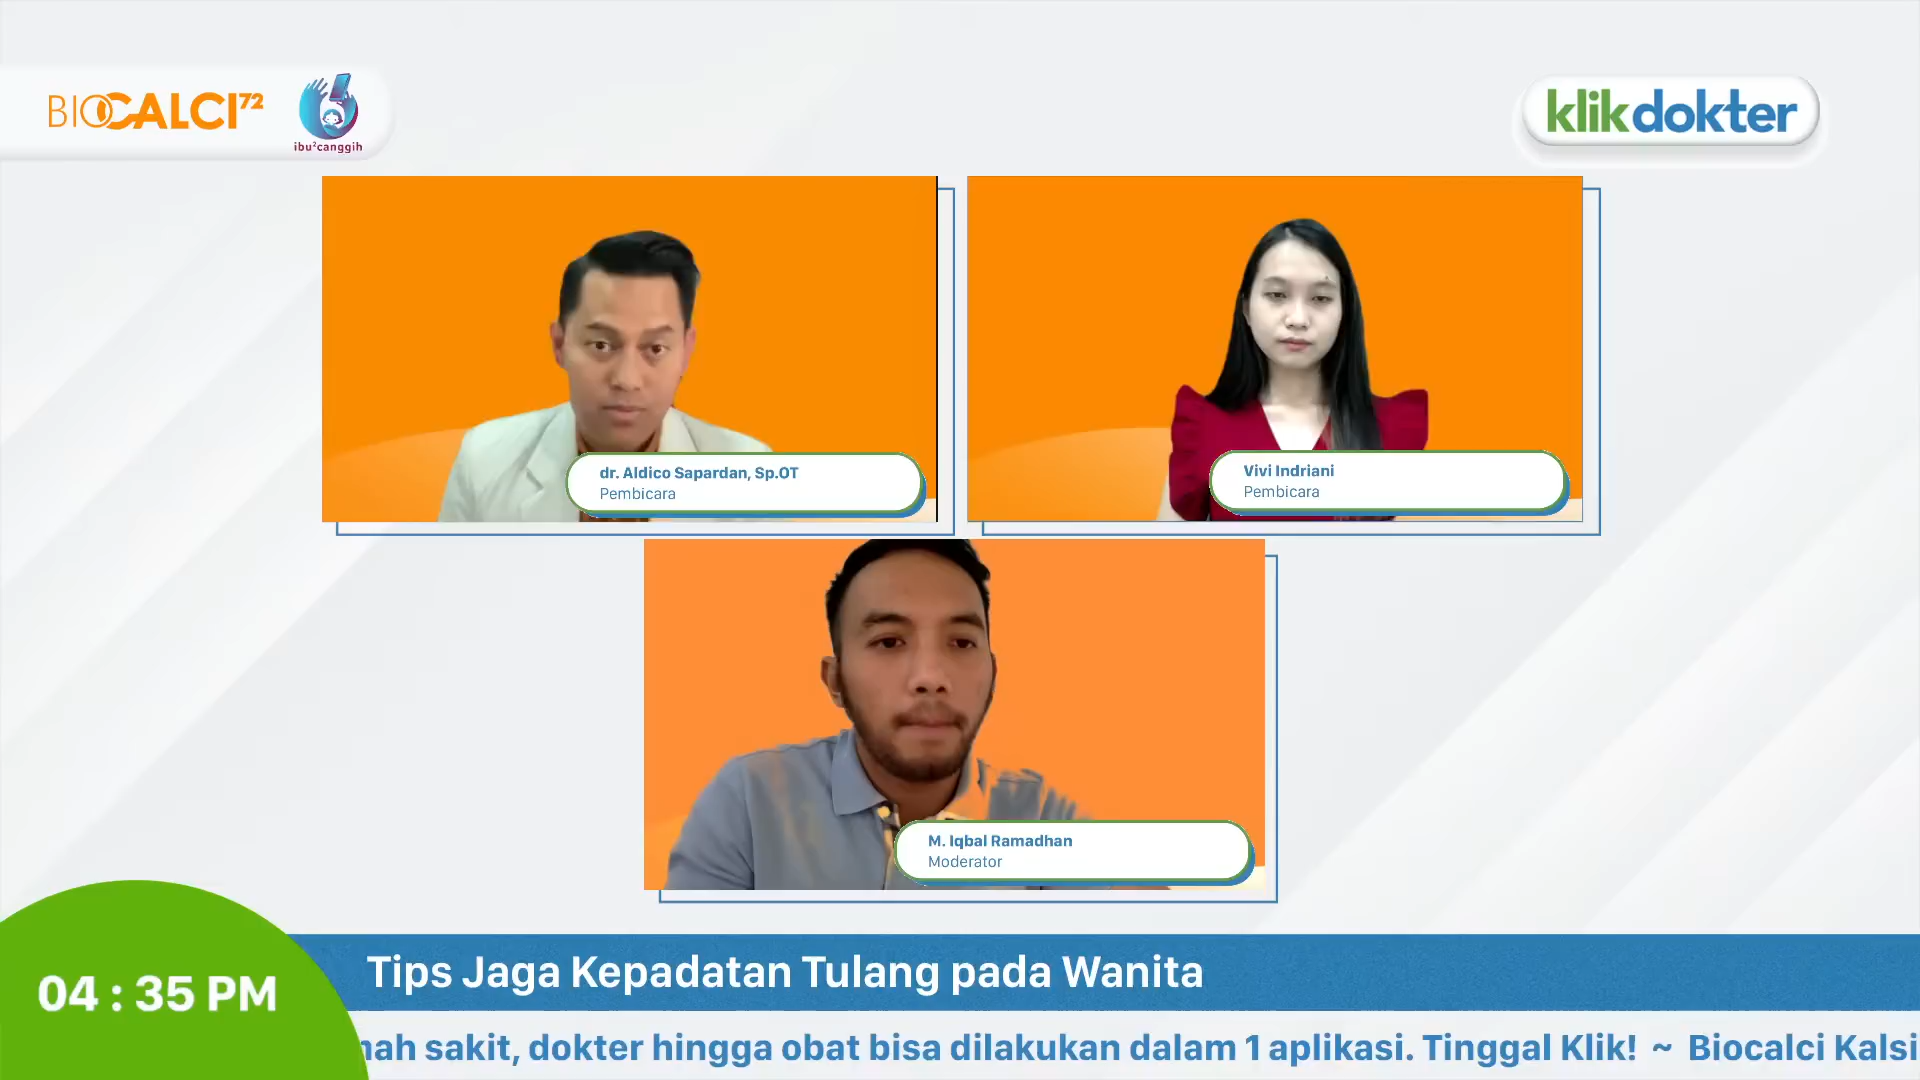 BIOCALCI72
ibu²canggih
klikdokter
dr. Aldico Sapardan, Sp.OT
Pembicara
Vivi Indriani
Pembicara
M. Iqbal Ramadhan
Moderator
04 : 35 PM
Tips Jaga Kepadatan Tulang pada Wanita
sakit, dokter hingga obat bisa dilakukan dalam 1 aplikasi. Tinggal Klik! ~ Biocalci Kalsi